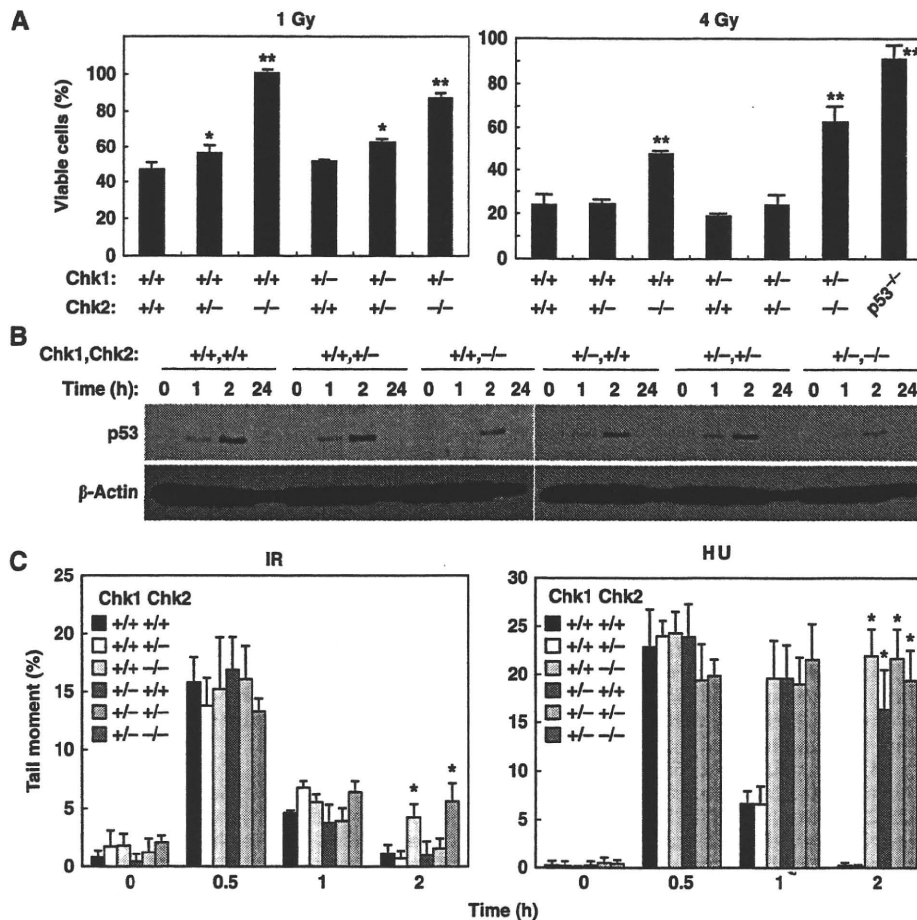 A
1 Gy
4 Gy
Viable cells (%)
100
80
60
40
20
0
* ** * **
100
80
60
40
20
0
** ** **
Chk1: +/+ +/+ +/+ +/– +/– +/– +/+ +/+ +/+ +/– +/– +/–
Chk2: +/+ +/– –/– +/+ +/– –/– +/+ +/– –/– +/+ +/– –/– p53–/–
B
Chk1,Chk2: +/+,+/+ +/+,+/– +/+,–/– +/–,+/+ +/–,+/– +/–,–/–
Time (h): 0 1 2 24 0 1 2 24 0 1 2 24 0 1 2 24 0 1 2 24 0 1 2 24
p53
β-Actin
C
IR
HU
Tail moment (%)
25
20
15
10
5
0
Chk1 Chk2
+/+ +/+
+/+ +/–
+/+ –/–
+/– +/+
+/– +/–
+/– –/–
* *
0 0.5 1 2
30
25
20
15
10
5
0
Chk1 Chk2
+/+ +/+
+/+ +/–
+/+ –/–
+/– +/+
+/– +/–
+/– –/–
* * * *
0 0.5 1 2
Time (h)